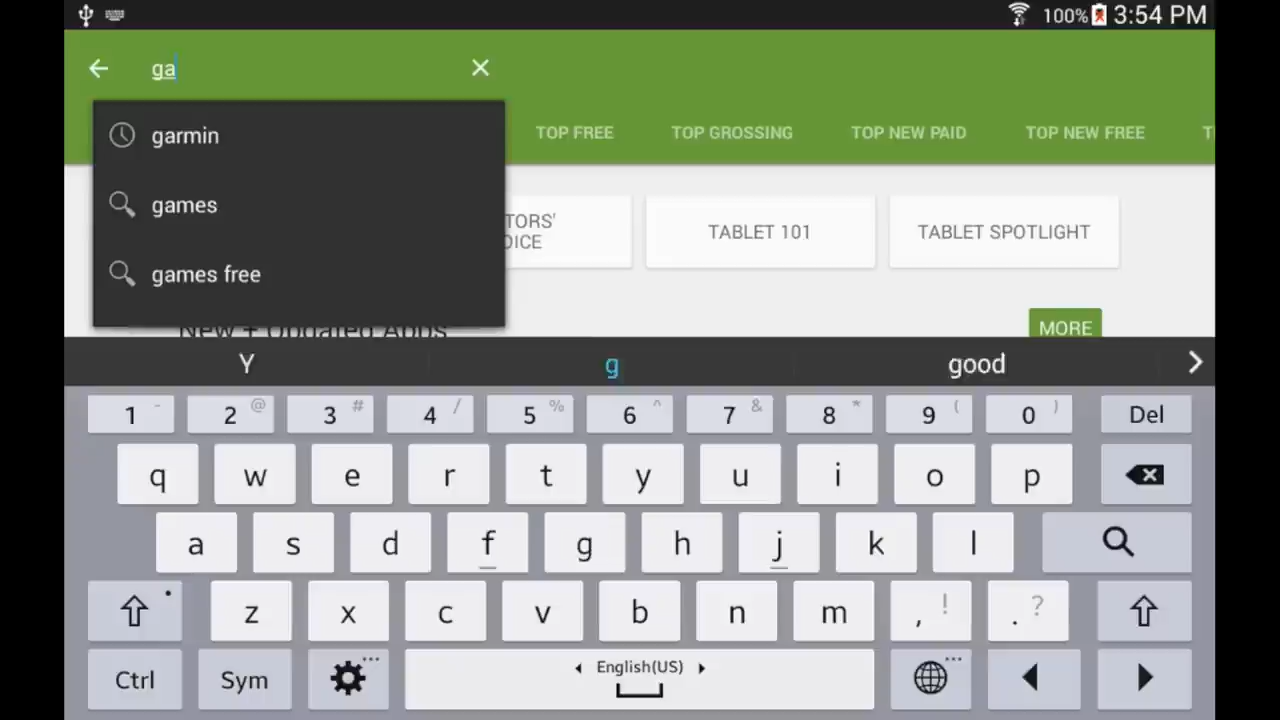 100% 3:54 PM
ga
garmin
games
games free
TOP FREE TOP GROSSING TOP NEW PAID TOP NEW FREE
TORS'
OICE
TABLET 101
TABLET SPOTLIGHT
New + Updated Apps
MORE
Y g good
1 - 2 @ 3 # 4 / 5 % 6 ^ 7 & 8 * 9 ( 0 ) Del
q w e r t y u i o p
a s d f g h j k l
z x c v b n m , ! . ?
Ctrl Sym English(US)